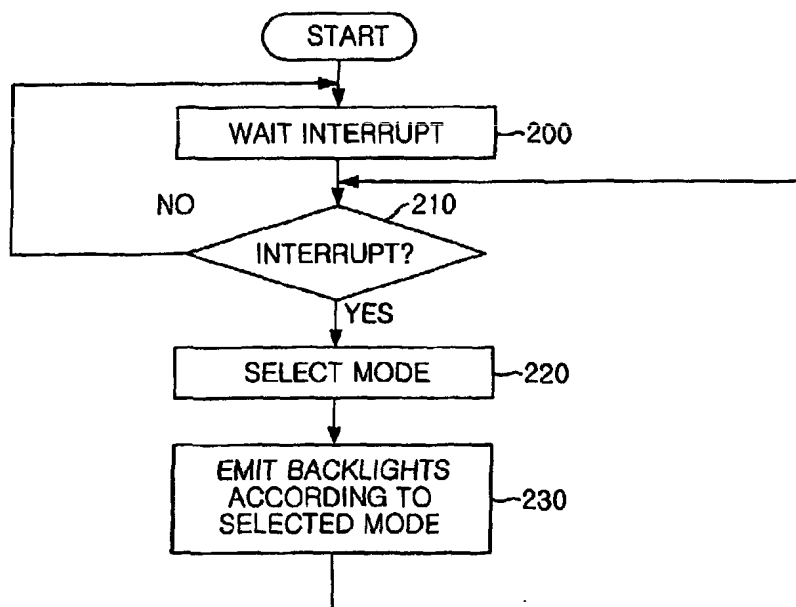 START
WAIT INTERRUPT
200
NO
210
INTERRUPT?
YES
SELECT MODE
220
EMIT BACKLIGHTS
ACCORDING TO
SELECTED MODE
230